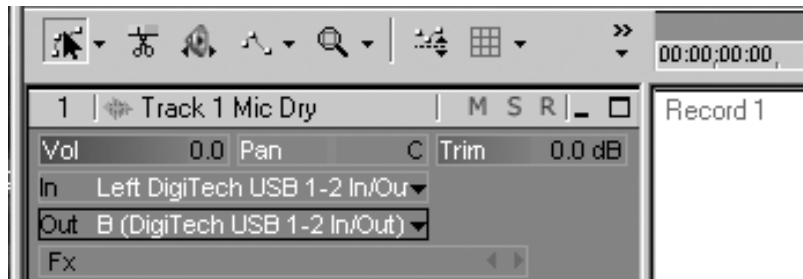 00:00;00:00,
1 Track 1 Mic Dry M S R
Record 1
Vol 0.0 Pan C Trim 0.0 dB
In Left DigiTech USB 1-2 In/Our
Out B (DigiTech USB 1-2 In/Out)
Fx